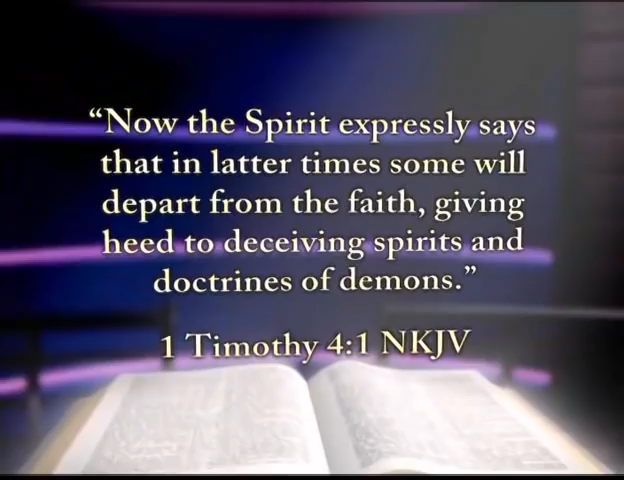 “Now the Spirit expressly says
that in latter times some will
depart from the faith, giving
heed to deceiving spirits and
doctrines of demons.”
1 Timothy 4:1 NKJV